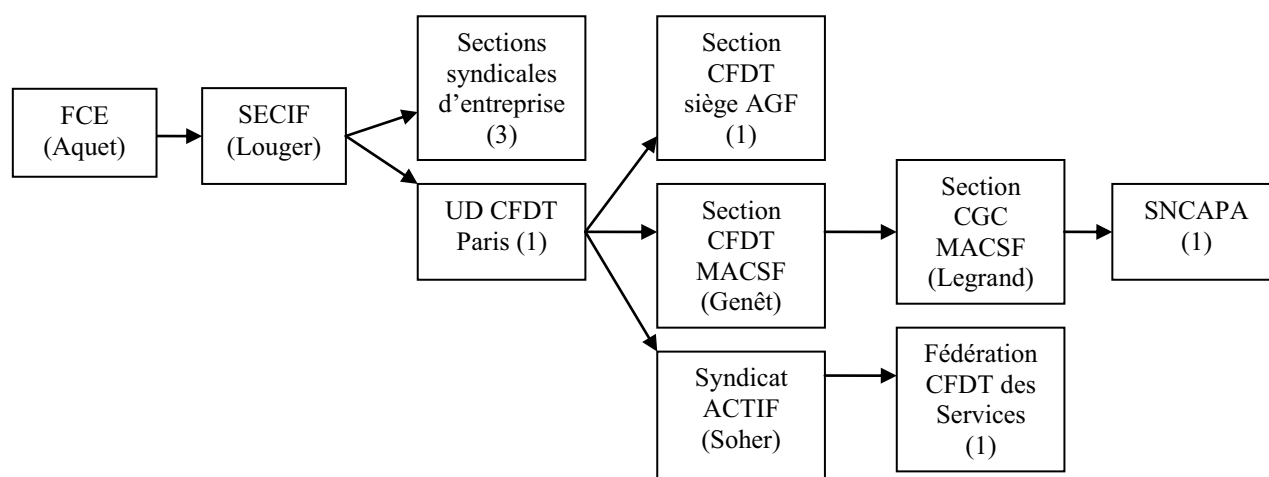 FCE
(Aquet)
SECIF
(Louger)
Sections
syndicales
d’entreprise
(3)
UD CFDT
Paris (1)
Section
CFDT
siège AGF
(1)
Section
CFDT
MACSF
(Genêt)
Syndicat
ACTIF
(Soher)
Section
CGC
MACSF
(Legrand)
Fédération
CFDT des
Services
(1)
SNCAPA
(1)